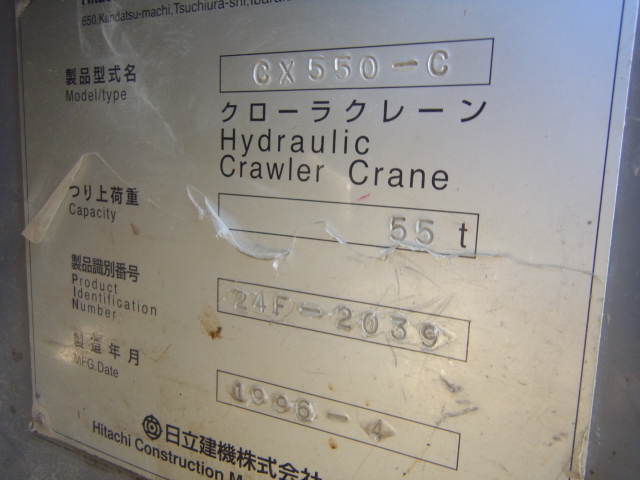 650, Kandatsu-machi, Tsuchiura-shi, Ibara
製品型式名
Model/type
CX550-C
クローラクレーン
Hydraulic
Crawler Crane
つり上荷重
Capacity
55 t
製品識別番号
Product
Identification
Number
24F-2039
製造年月
MFG.Date
1996-4
日立建機株式会社
Hitachi Construction M